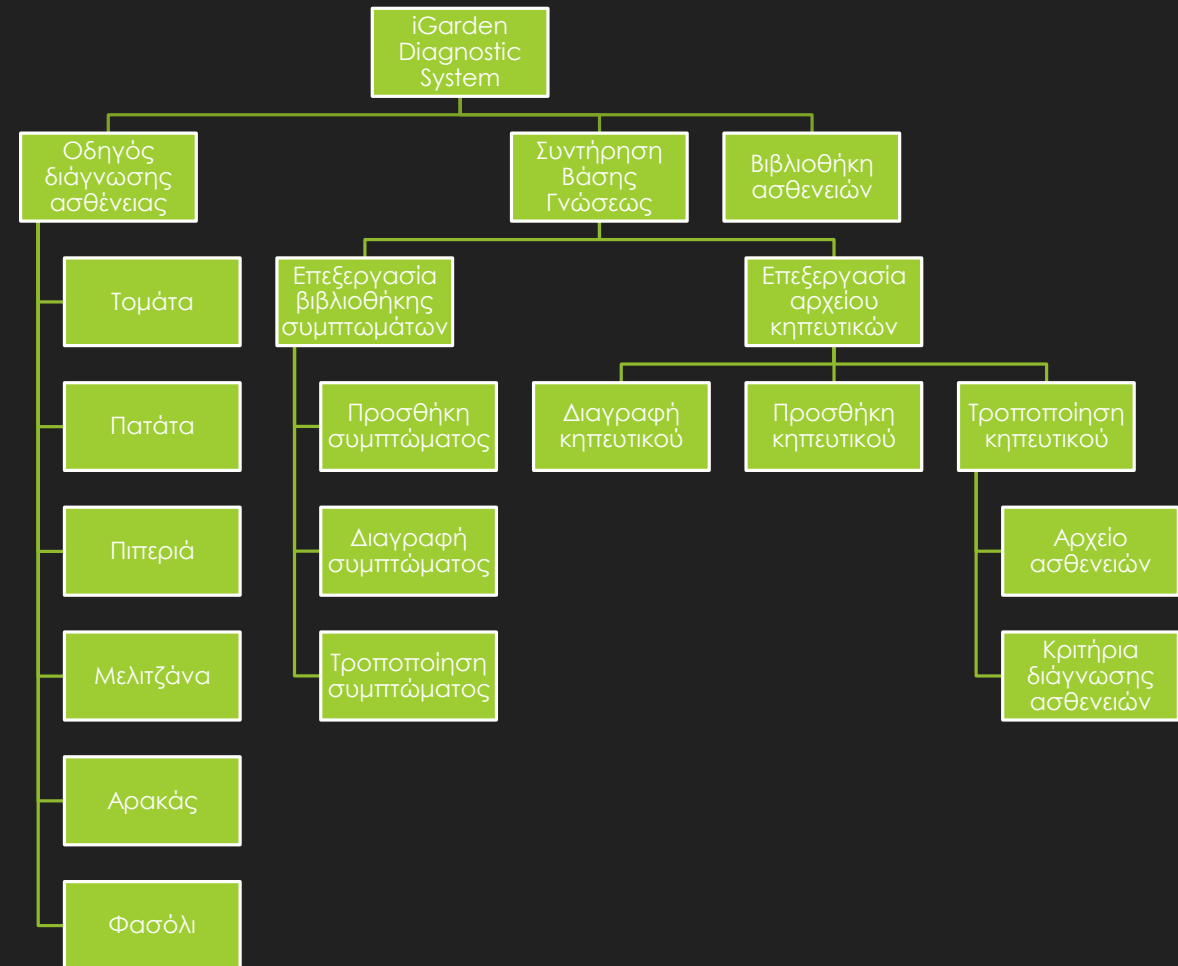 iGarden
Diagnostic
System
Οδηγός
διάγνωσης
ασθένειας
Συντήρηση
Βάσης
Γνώσεως
Βιβλιοθήκη
ασθενειών
Τομάτα
Πατάτα
Πιπεριά
Μελιτζάνα
Αρακάς
Φασόλι
Επεξεργασία
βιβλιοθήκης
συμπτωμάτων
Προσθήκη
συμπτώματος
Διαγραφή
συμπτώματος
Τροποποίηση
συμπτώματος
Επεξεργασία
αρχείου
κηπευτικών
Διαγραφή
κηπευτικού
Προσθήκη
κηπευτικού
Τροποποίηση
κηπευτικού
Αρχείο
ασθενειών
Κριτήρια
διάγνωσης
ασθενειών